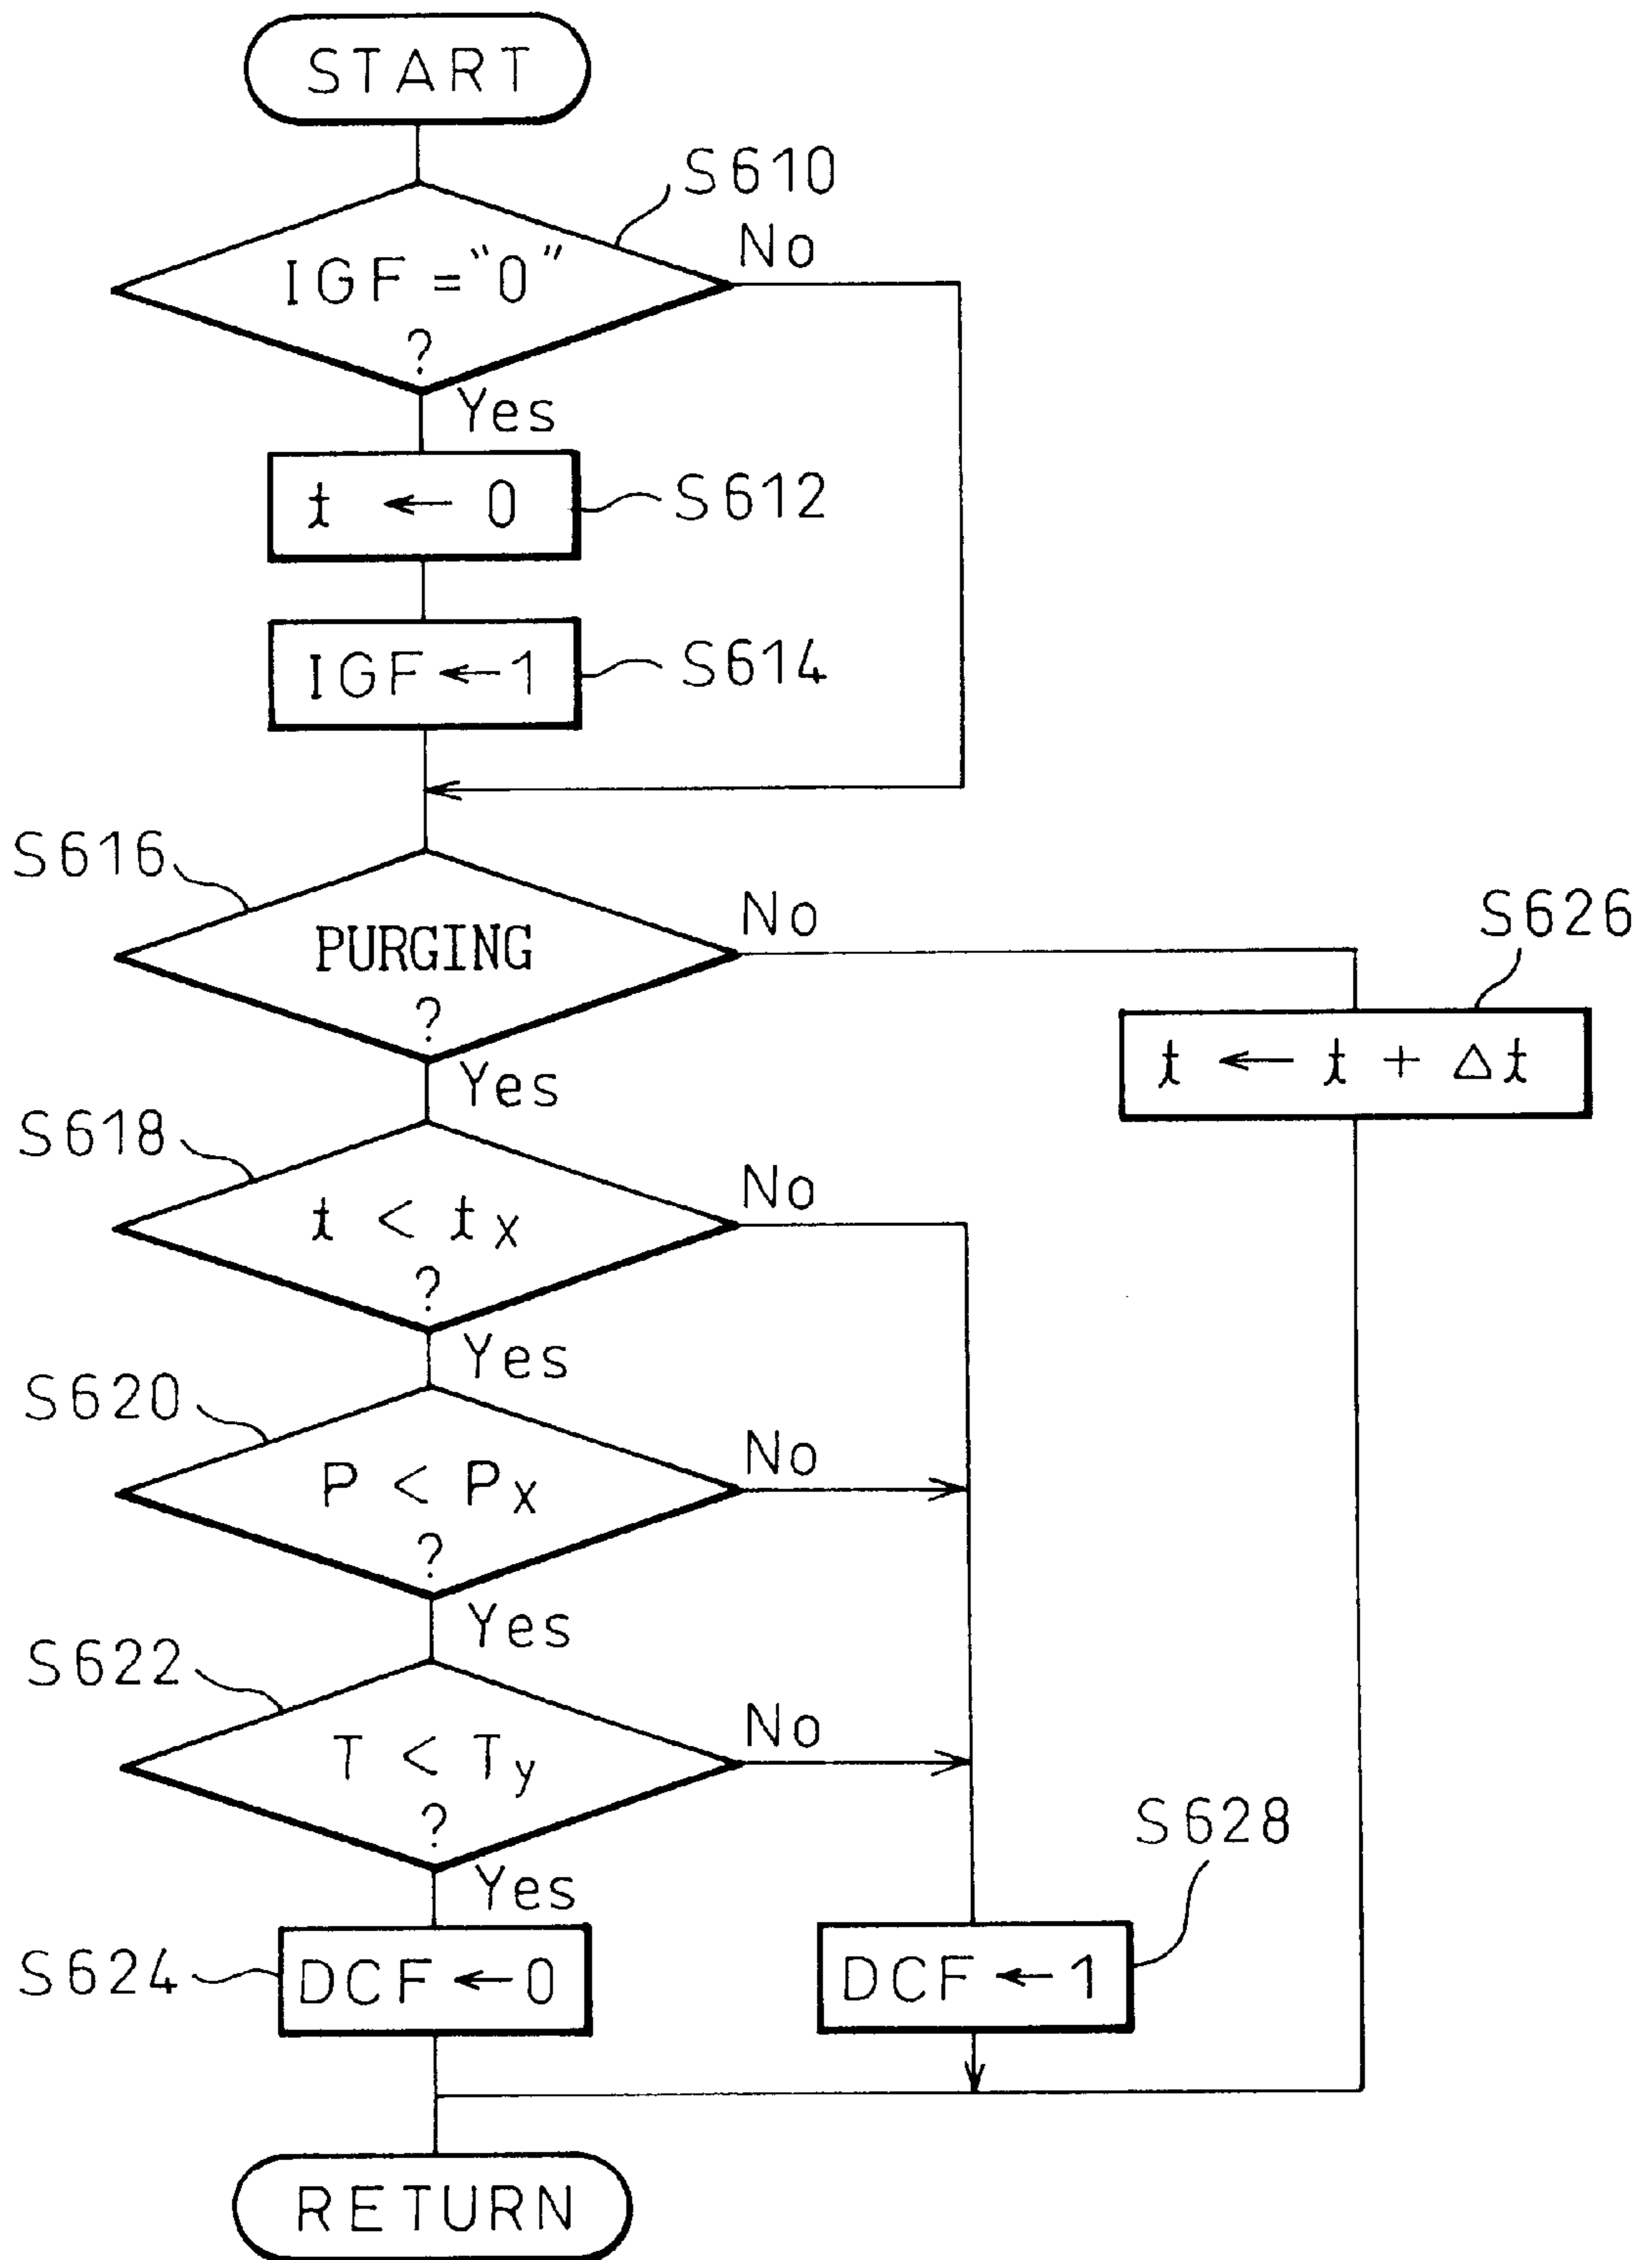 START
S610
IGF = "0"
?
No
Yes
t ← 0
S612
IGF ← 1
S614
S616
PURGING
?
No
Yes
S626
t ← t + Δt
S618
t < tx
?
No
Yes
S620
P < Px
?
No
Yes
S622
T < Ty
?
No
Yes
S628
S624
DCF ← 0
DCF ← 1
RETURN